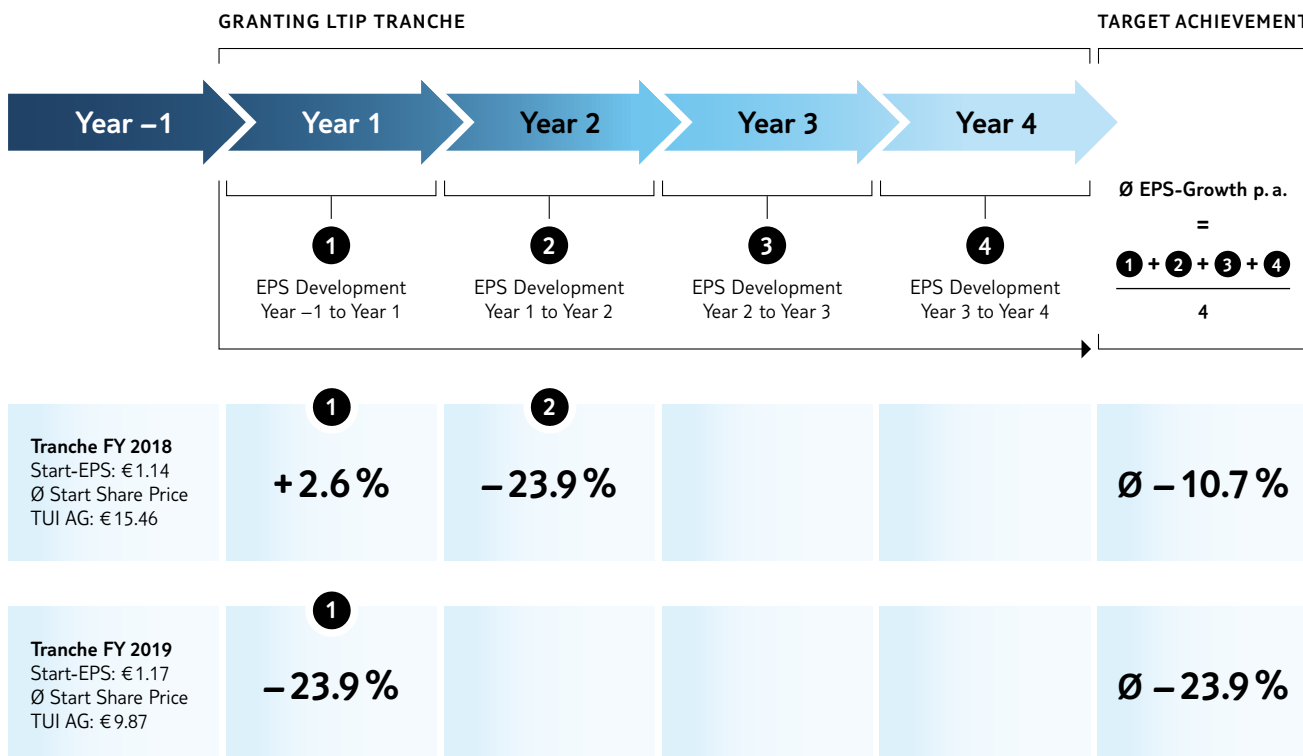 GRANTING LTIP TRANCHE
TARGET ACHIEVEMENT
Year –1
Year 1
Year 2
Year 3
Year 4
1
EPS Development
Year –1 to Year 1
2
EPS Development
Year 1 to Year 2
3
EPS Development
Year 2 to Year 3
4
EPS Development
Year 3 to Year 4
Ø EPS-Growth p. a.
=
1 + 2 + 3 + 4
4
Tranche FY 2018
Start-EPS: € 1.14
Ø Start Share Price
TUI AG: € 15.46
1
+ 2.6 %
2
– 23.9 %
Ø – 10.7 %
Tranche FY 2019
Start-EPS: € 1.17
Ø Start Share Price
TUI AG: € 9.87
1
– 23.9 %
Ø – 23.9 %